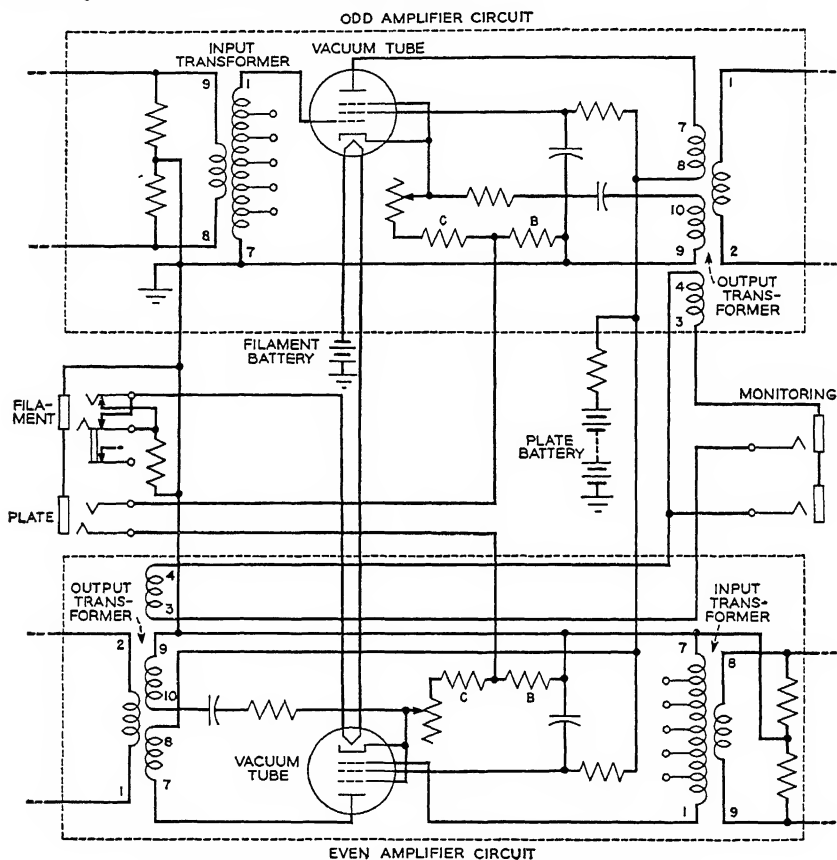 ODD AMPLIFIER CIRCUIT
INPUT
TRANSFORMER
VACUUM TUBE
9
1
1
7
8
10
C
B
8
7
9
2
4
OUTPUT
TRANS-
FORMER
3
FILAMENT
BATTERY
FILA-
MENT
MONITORING
PLATE
BATTERY
PLATE
OUTPUT
TRANS-
FORMER
4
3
INPUT
TRANS-
FORMER
2
9
7
8
C
B
10
8
VACUUM
TUBE
1
7
1
9
EVEN AMPLIFIER CIRCUIT